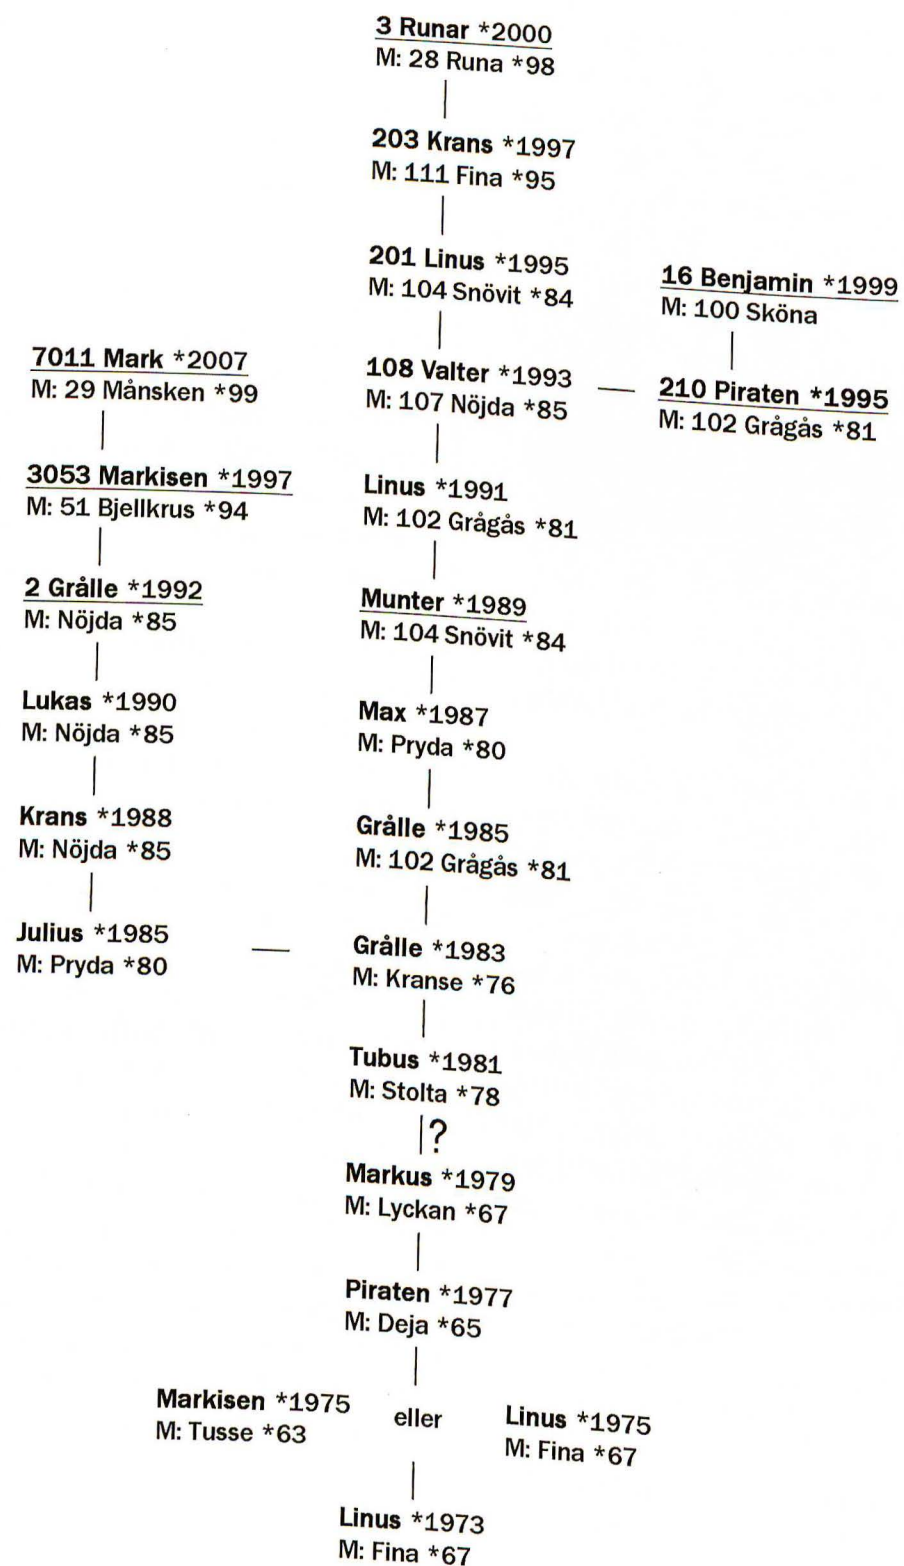 3 Runar *2000
M: 28 Runa *98
203 Krans *1997
M: 111 Fina *95
201 Linus *1995
M: 104 Snövit *84
16 Benjamin *1999
M: 100 Sköna
7011 Mark *2007
M: 29 Månsken *99
108 Valter *1993
M: 107 Nöjda *85
210 Piraten *1995
M: 102 Grågås *81
3053 Markisen *1997
M: 51 Bjellkrus *94
Linus *1991
M: 102 Grågås *81
2 Grålle *1992
M: Nöjda *85
Munter *1989
M: 104 Snövit *84
Lukas *1990
M: Nöjda *85
Max *1987
M: Pryda *80
Krans *1988
M: Nöjda *85
Grålle *1985
M: 102 Grågås *81
Julius *1985
M: Pryda *80
Grålle *1983
M: Kranse *76
Tubus *1981
M: Stolta *78
?
Markus *1979
M: Lyckan *67
Piraten *1977
M: Deja *65
Markisen *1975
M: Tusse *63
eller
Linus *1975
M: Fina *67
Linus *1973
M: Fina *67